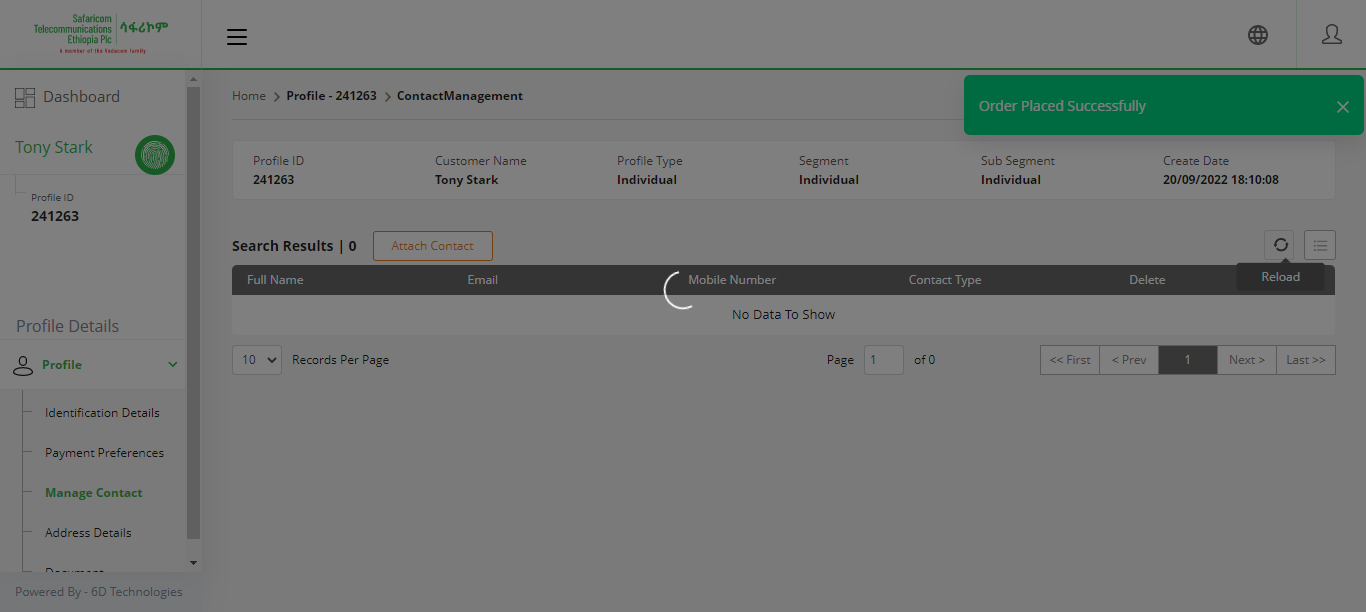 Safaricom
Telecommunications
Ethiopia Plc
ሳፋሪኮም
A member of the Vodacom family
Dashboard
Tony Stark
Profile ID
241263
Profile Details
Profile
Identification Details
Payment Preferences
Manage Contact
Address Details
Document
Powered By - 6D Technologies
Home > Profile - 241263 > ContactManagement
Order Placed Successfully
Profile ID Customer Name Profile Type Segment Sub Segment Create Date
241263 Tony Stark Individual Individual Individual 20/09/2022 18:10:08
Search Results | 0 Attach Contact
Reload
Full Name Email Mobile Number Contact Type Delete
No Data To Show
10 Records Per Page Page 1 of 0 << First < Prev 1 Next > Last >>